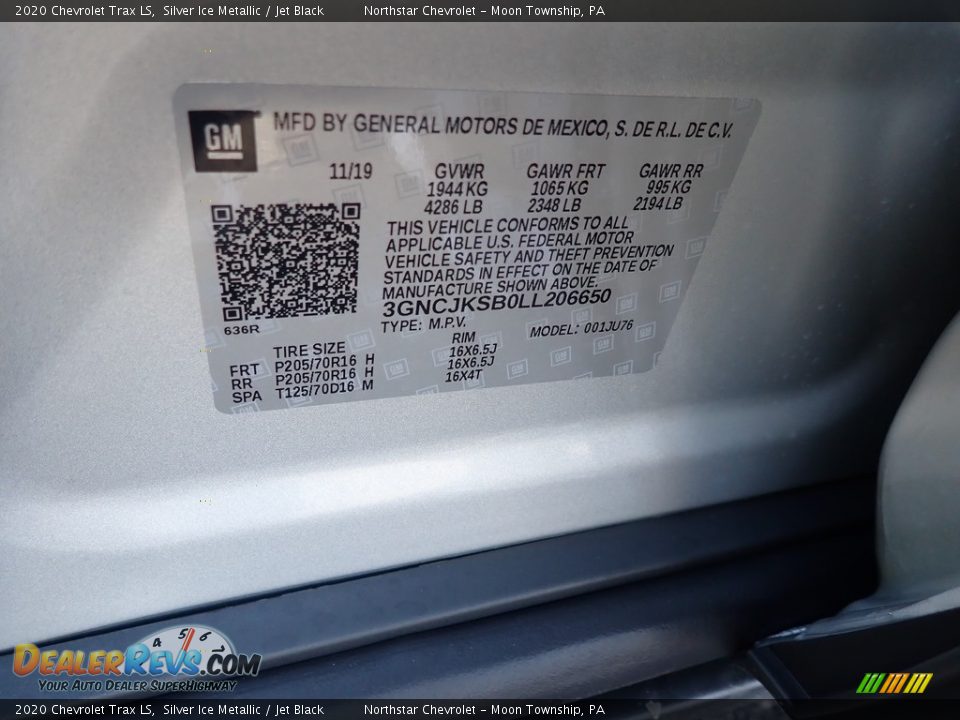 2020 Chevrolet Trax LS, Silver Ice Metallic / Jet Black Northstar Chevrolet - Moon Township, PA
GM
MFD BY GENERAL MOTORS DE MEXICO, S. DE R.L. DE C.V.
11/19 GVWR GAWR FRT GAWR RR
1944 KG 1065 KG 995 KG
4286 LB 2348 LB 2194 LB
THIS VEHICLE CONFORMS TO ALL
APPLICABLE U.S. FEDERAL MOTOR
VEHICLE SAFETY AND THEFT PREVENTION
STANDARDS IN EFFECT ON THE DATE OF
MANUFACTURE SHOWN ABOVE.
3GNCJKSB0LL206650
636R
TYPE: M.P.V. MODEL: 001JU76
TIRE SIZE RIM
FRT P205/70R16 H 16X6.5J
RR P205/70R16 H 16X6.5J
SPA T125/70D16 M 16X4T
4 5 6
DEALERREVS.COM
YOUR AUTO DEALER SUPERHIGHWAY
2020 Chevrolet Trax LS, Silver Ice Metallic / Jet Black Northstar Chevrolet - Moon Township, PA